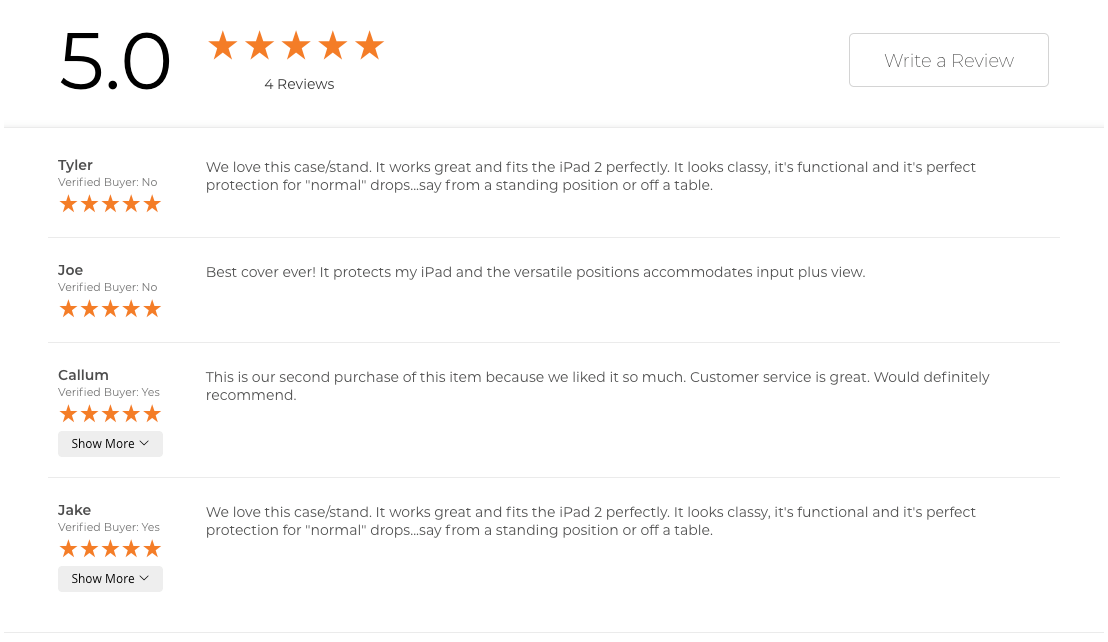 5.0
4 Reviews
Write a Review
Tyler
Verified Buyer: No
We love this case/stand. It works great and fits the iPad 2 perfectly. It looks classy, it's functional and it's perfect
protection for "normal" drops...say from a standing position or off a table.
Joe
Verified Buyer: No
Best cover ever! It protects my iPad and the versatile positions accommodates input plus view.
Callum
Verified Buyer: Yes
This is our second purchase of this item because we liked it so much. Customer service is great. Would definitely
recommend.
Show More
Jake
Verified Buyer: Yes
We love this case/stand. It works great and fits the iPad 2 perfectly. It looks classy, it's functional and it's perfect
protection for "normal" drops...say from a standing position or off a table.
Show More